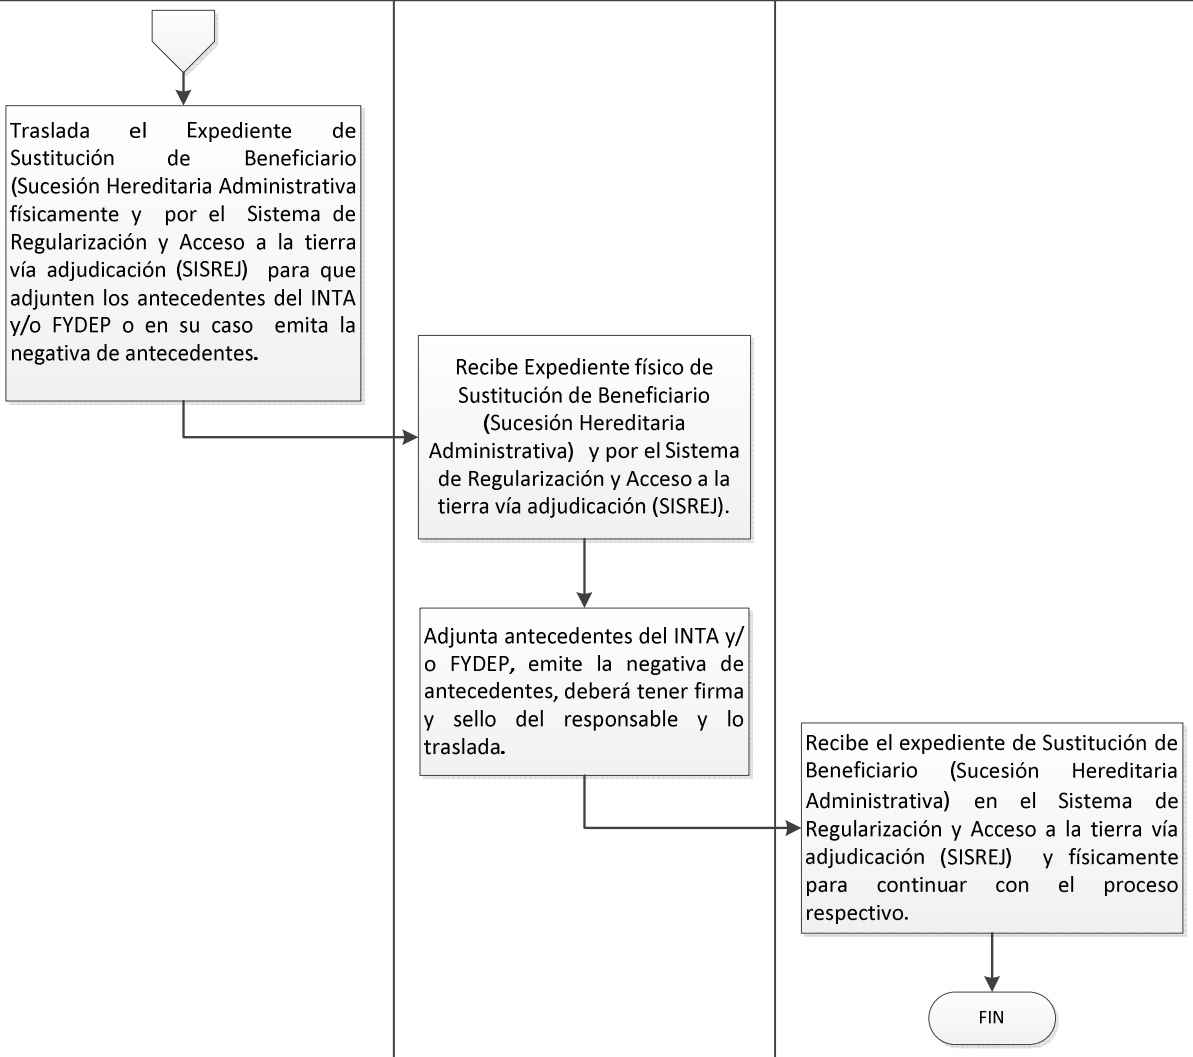 Traslada el Expediente de
Sustitución de Beneficiario
(Sucesión Hereditaria Administrativa
físicamente y por el Sistema de
Regularización y Acceso a la tierra
vía adjudicación (SISREJ) para que
adjunten los antecedentes del INTA
y/o FYDEP o en su caso emita la
negativa de antecedentes.
Recibe Expediente físico de
Sustitución de Beneficiario
(Sucesión Hereditaria
Administrativa) y por el Sistema
de Regularización y Acceso a la
tierra vía adjudicación (SISREJ).
Adjunta antecedentes del INTA y/
o FYDEP, emite la negativa de
antecedentes, deberá tener firma
y sello del responsable y lo
traslada.
Recibe el expediente de Sustitución de
Beneficiario (Sucesión Hereditaria
Administrativa) en el Sistema de
Regularización y Acceso a la tierra vía
adjudicación (SISREJ) y físicamente
para continuar con el proceso
respectivo.
FIN